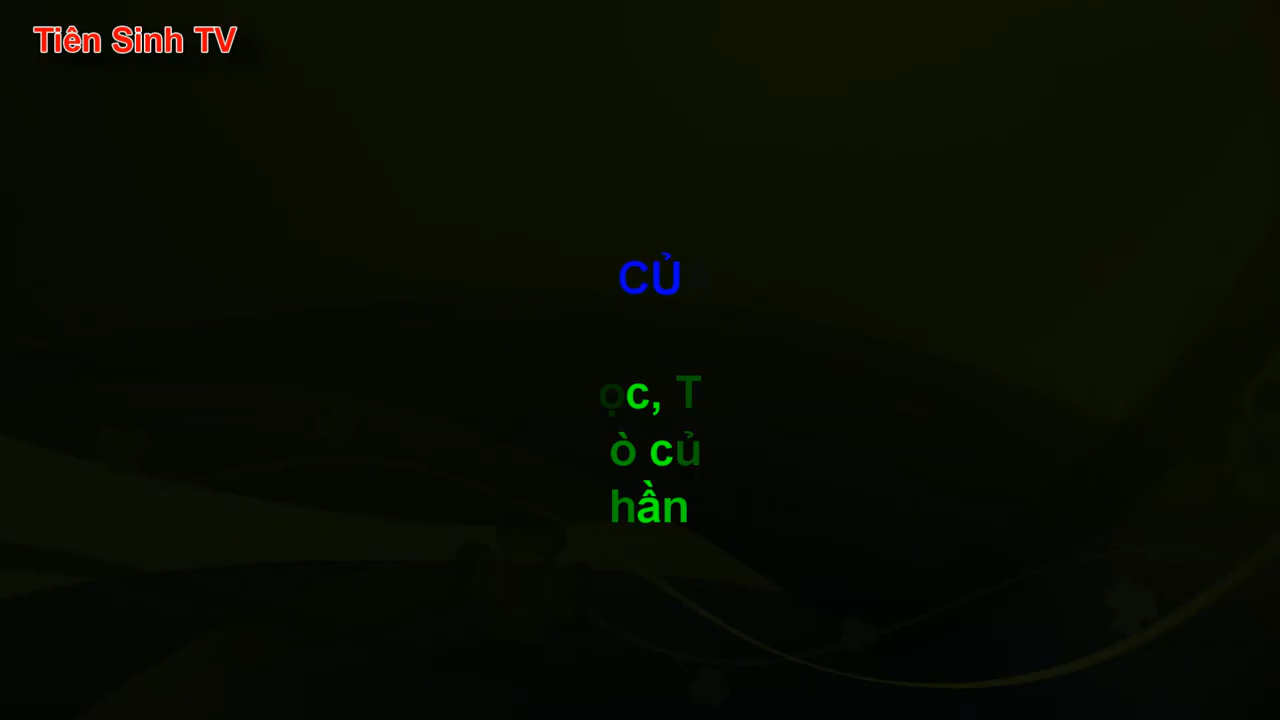 Tiên Sinh TV
CỦ
ọc, T
ò củ
hần